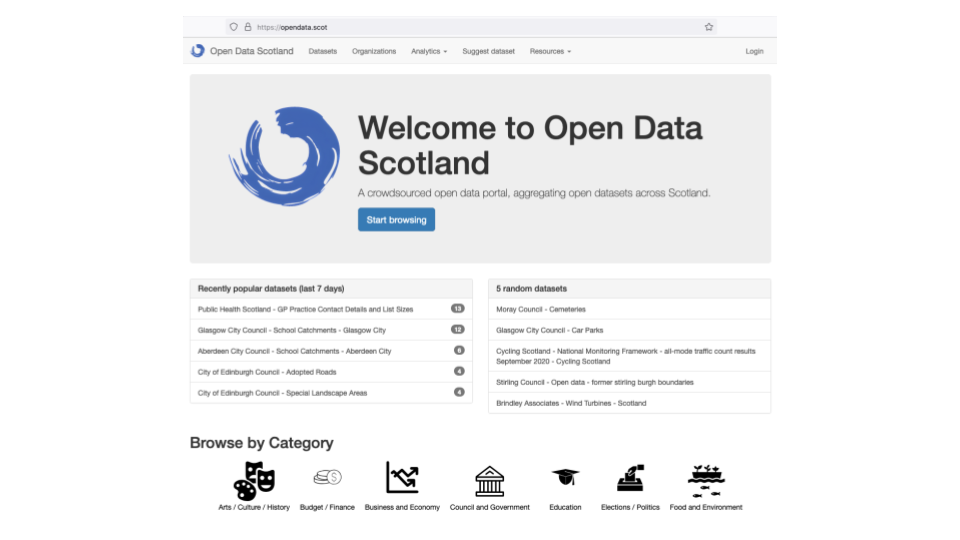 https://opendata.scot
Open Data Scotland
Datasets
Organizations
Analytics
Suggest dataset
Resources
Login
Welcome to Open Data
Scotland
A crowdsourced open data portal, aggregating open datasets across Scotland.
Start browsing
Recently popular datasets (last 7 days)
Public Health Scotland - GP Practice Contact Details and List Sizes 13
Glasgow City Council - School Catchments - Glasgow City 12
Aberdeen City Council - School Catchments - Aberdeen City 6
City of Edinburgh Council - Adopted Roads 4
City of Edinburgh Council - Special Landscape Areas 4
5 random datasets
Moray Council - Cemeteries
Glasgow City Council - Car Parks
Cycling Scotland - National Monitoring Framework - all-mode traffic count results
September 2020 - Cycling Scotland
Stirling Council - Open data - former stirling burgh boundaries
Brindley Associates - Wind Turbines - Scotland
Browse by Category
Arts / Culture / History
Budget / Finance
Business and Economy
Council and Government
Education
Elections / Politics
Food and Environment